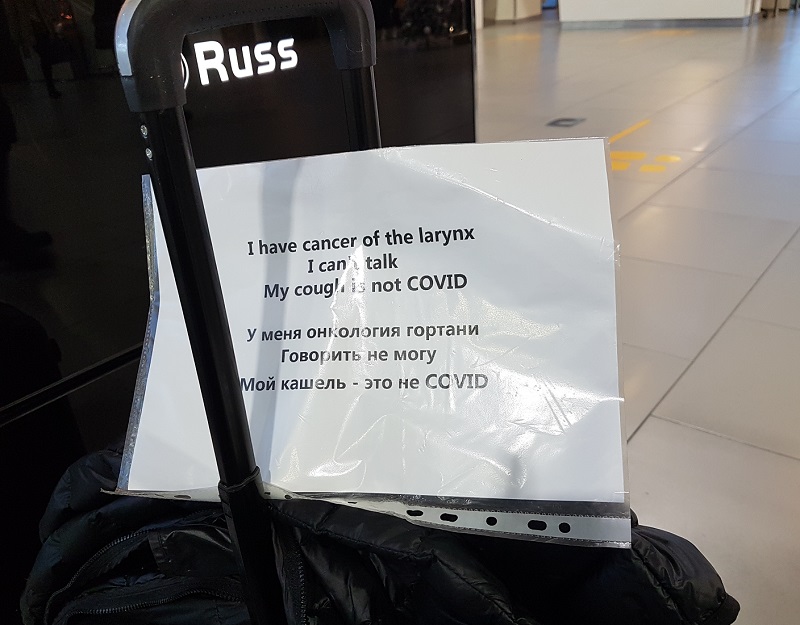 Russ
I have cancer of the larynx
I can't talk
My cough is not COVID
У меня онкология гортани
Говорить не могу
Мой кашель - это не COVID